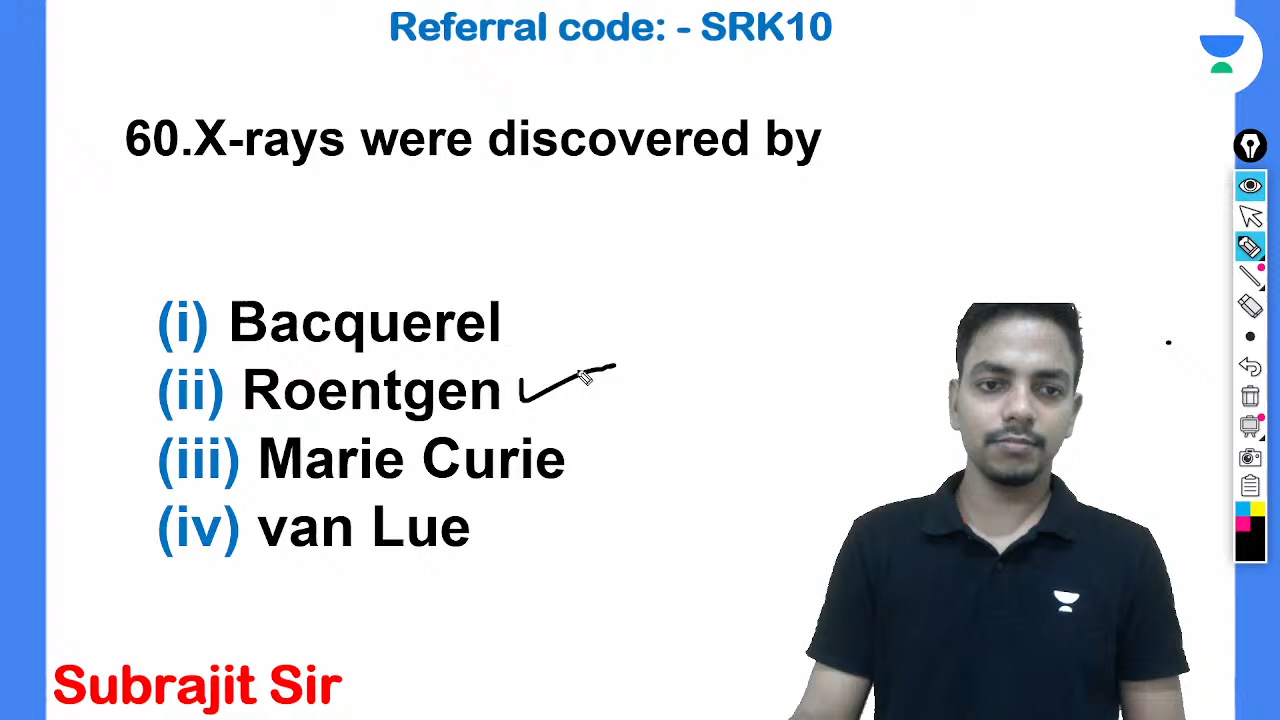 Referral code: - SRK10
60.X-rays were discovered by
(i) Bacquerel
(ii) Roentgen
(iii) Marie Curie
(iv) van Lue
Subrajit Sir